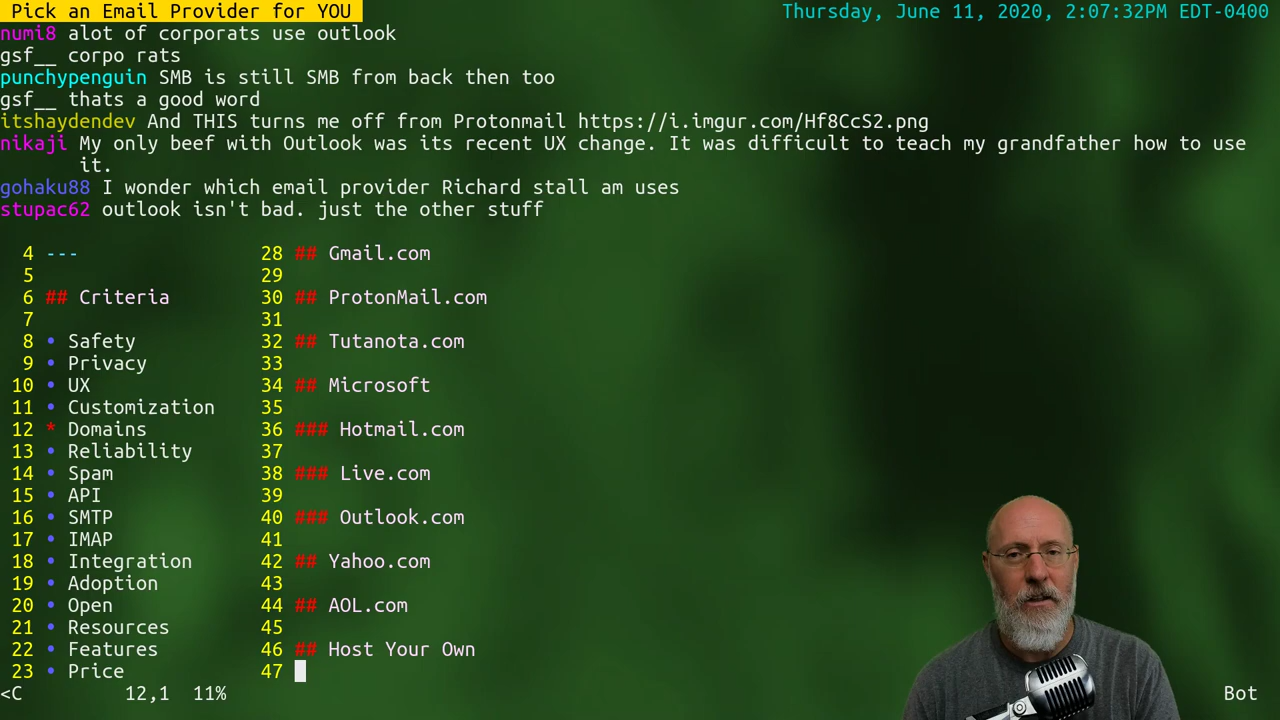 Pick an Email Provider for YOU
Thursday, June 11, 2020, 2:07:32PM EDT-0400
numi8 alot of corporats use outlook
gsf__ corpo rats
punchypenguin SMB is still SMB from back then too
gsf__ thats a good word
itshaydendev And THIS turns me off from Protonmail https://i.imgur.com/Hf8CcS2.png
nikaji My only beef with Outlook was its recent UX change. It was difficult to teach my grandfather how to use
it.
gohaku88 I wonder which email provider Richard stall am uses
stupac62 outlook isn't bad. just the other stuff
4 ---
5
6 ## Criteria
7
8 • Safety
9 • Privacy
10 • UX
11 • Customization
12 * Domains
13 • Reliability
14 • Spam
15 • API
16 • SMTP
17 • IMAP
18 • Integration
19 • Adoption
20 • Open
21 • Resources
22 • Features
23 • Price
28 ## Gmail.com
29
30 ## ProtonMail.com
31
32 ## Tutanota.com
33
34 ## Microsoft
35
36 ### Hotmail.com
37
38 ### Live.com
39
40 ### Outlook.com
41
42 ## Yahoo.com
43
44 ## AOL.com
45
46 ## Host Your Own
47
<C 12,1 11%
Bot